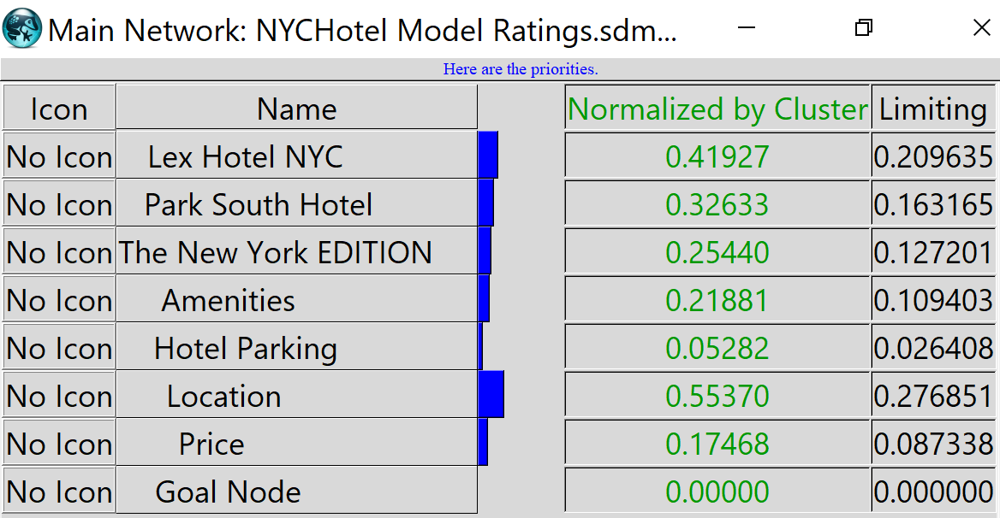 Main Network: NYCHotel Model Ratings.sdm...
Here are the priorities.
Icon Name Normalized by Cluster Limiting
No Icon Lex Hotel NYC 0.41927 0.209635
No Icon Park South Hotel 0.32633 0.163165
No Icon The New York EDITION 0.25440 0.127201
No Icon Amenities 0.21881 0.109403
No Icon Hotel Parking 0.05282 0.026408
No Icon Location 0.55370 0.276851
No Icon Price 0.17468 0.087338
No Icon Goal Node 0.00000 0.000000